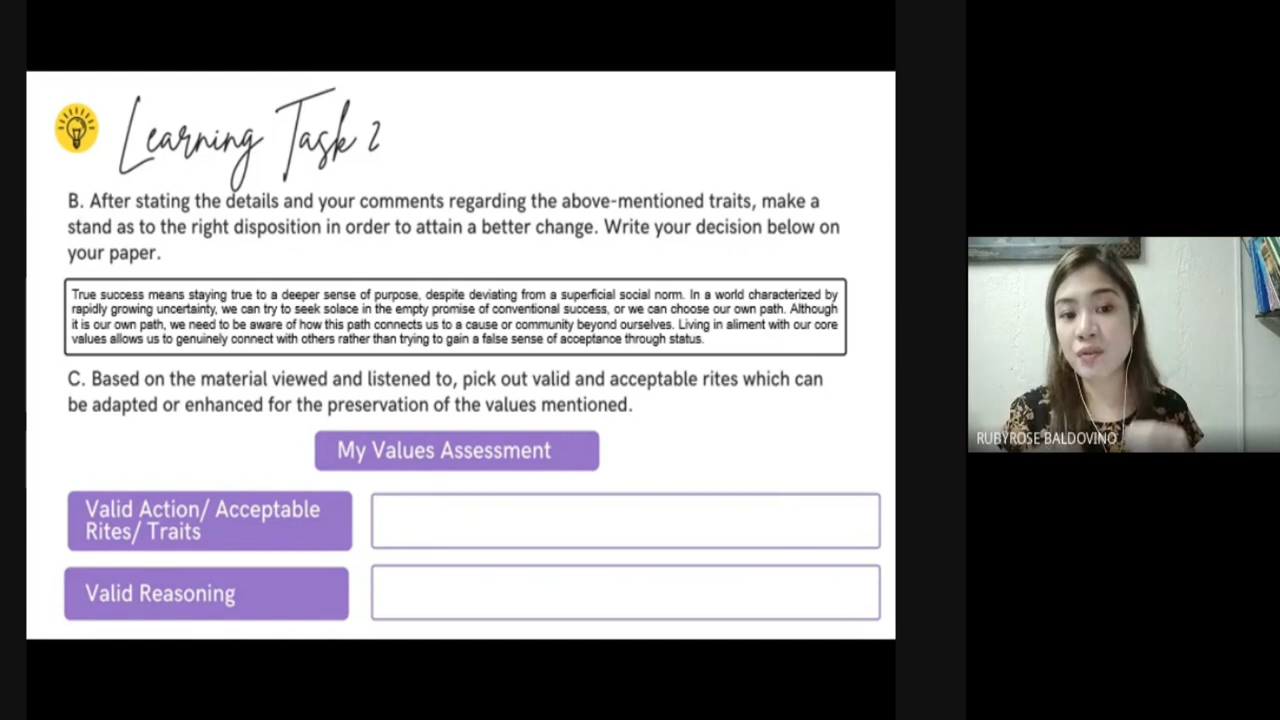 Learning Task 2
B. After stating the details and your comments regarding the above-mentioned traits, make a
stand as to the right disposition in order to attain a better change. Write your decision below on
your paper.
True success means staying true to a deeper sense of purpose, despite deviating from a superficial social norm. In a world characterized by
rapidly growing uncertainty, we can try to seek solace in the empty promise of conventional success, or we can choose our own path. Although
it is our own path, we need to be aware of how this path connects us to a cause or community beyond ourselves. Living in aliment with our core
values allows us to genuinely connect with others rather than trying to gain a false sense of acceptance through status.
C. Based on the material viewed and listened to, pick out valid and acceptable rites which can
be adapted or enhanced for the preservation of the values mentioned.
My Values Assessment
Valid Action/ Acceptable
Rites/ Traits
Valid Reasoning
RUBYROSE BALDOVINO